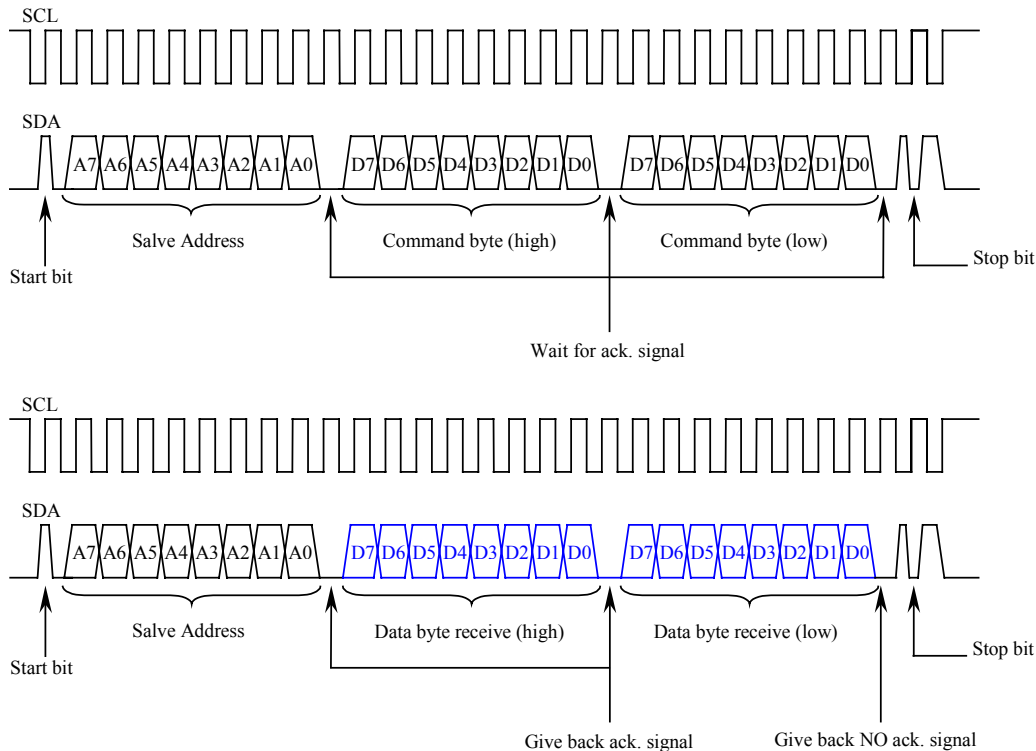 SCL
SDA
A7 A6 A5 A4 A3 A2 A1 A0 D7 D6 D5 D4 D3 D2 D1 D0 D7 D6 D5 D4 D3 D2 D1 D0
Salve Address Command byte (high) Command byte (low)
Start bit Stop bit
Wait for ack. signal
SCL
SDA
A7 A6 A5 A4 A3 A2 A1 A0 D7 D6 D5 D4 D3 D2 D1 D0 D7 D6 D5 D4 D3 D2 D1 D0
Salve Address Data byte receive (high) Data byte receive (low)
Start bit Stop bit
Give back ack. signal Give back NO ack. signal